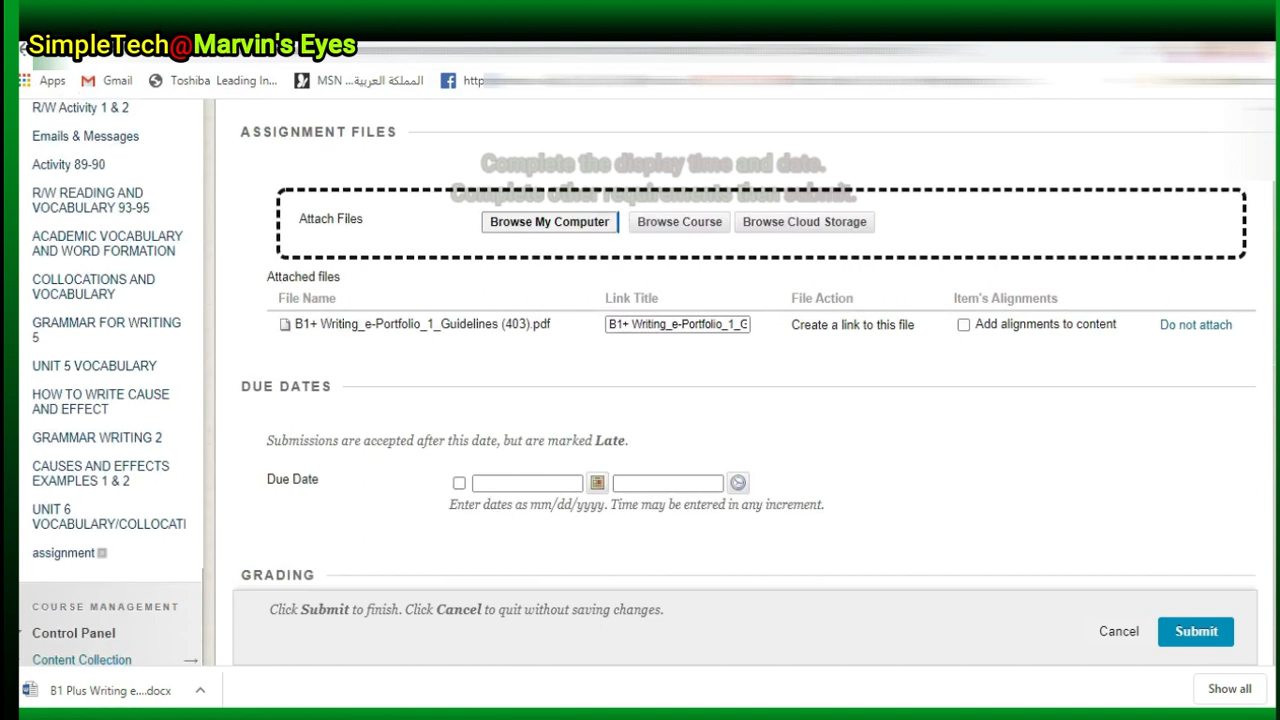 SimpleTech@Marvin's Eyes
Apps Gmail Toshiba Leading In... MSN ...المملكة العربية http
R/W Activity 1 & 2
Emails & Messages
Activity 89-90
R/W READING AND
VOCABULARY 93-95
ACADEMIC VOCABULARY
AND WORD FORMATION
COLLOCATIONS AND
VOCABULARY
GRAMMAR FOR WRITING
5
UNIT 5 VOCABULARY
HOW TO WRITE CAUSE
AND EFFECT
GRAMMAR WRITING 2
CAUSES AND EFFECTS
EXAMPLES 1 & 2
UNIT 6
VOCABULARY/COLLOCATI
assignment
COURSE MANAGEMENT
Control Panel
Content Collection
ASSIGNMENT FILES
Complete the display time and date.
Complete other requirements then submit.
Attach Files Browse My Computer Browse Course Browse Cloud Storage
Attached files
File Name Link Title File Action Item's Alignments
B1+ Writing_e-Portfolio_1_Guidelines (403).pdf B1+ Writing_e-Portfolio_1_G Create a link to this file Add alignments to content Do not attach
DUE DATES
Submissions are accepted after this date, but are marked Late.
Due Date
Enter dates as mm/dd/yyyy. Time may be entered in any increment.
GRADING
Click Submit to finish. Click Cancel to quit without saving changes.
Cancel Submit
B1 Plus Writing e....docx Show all